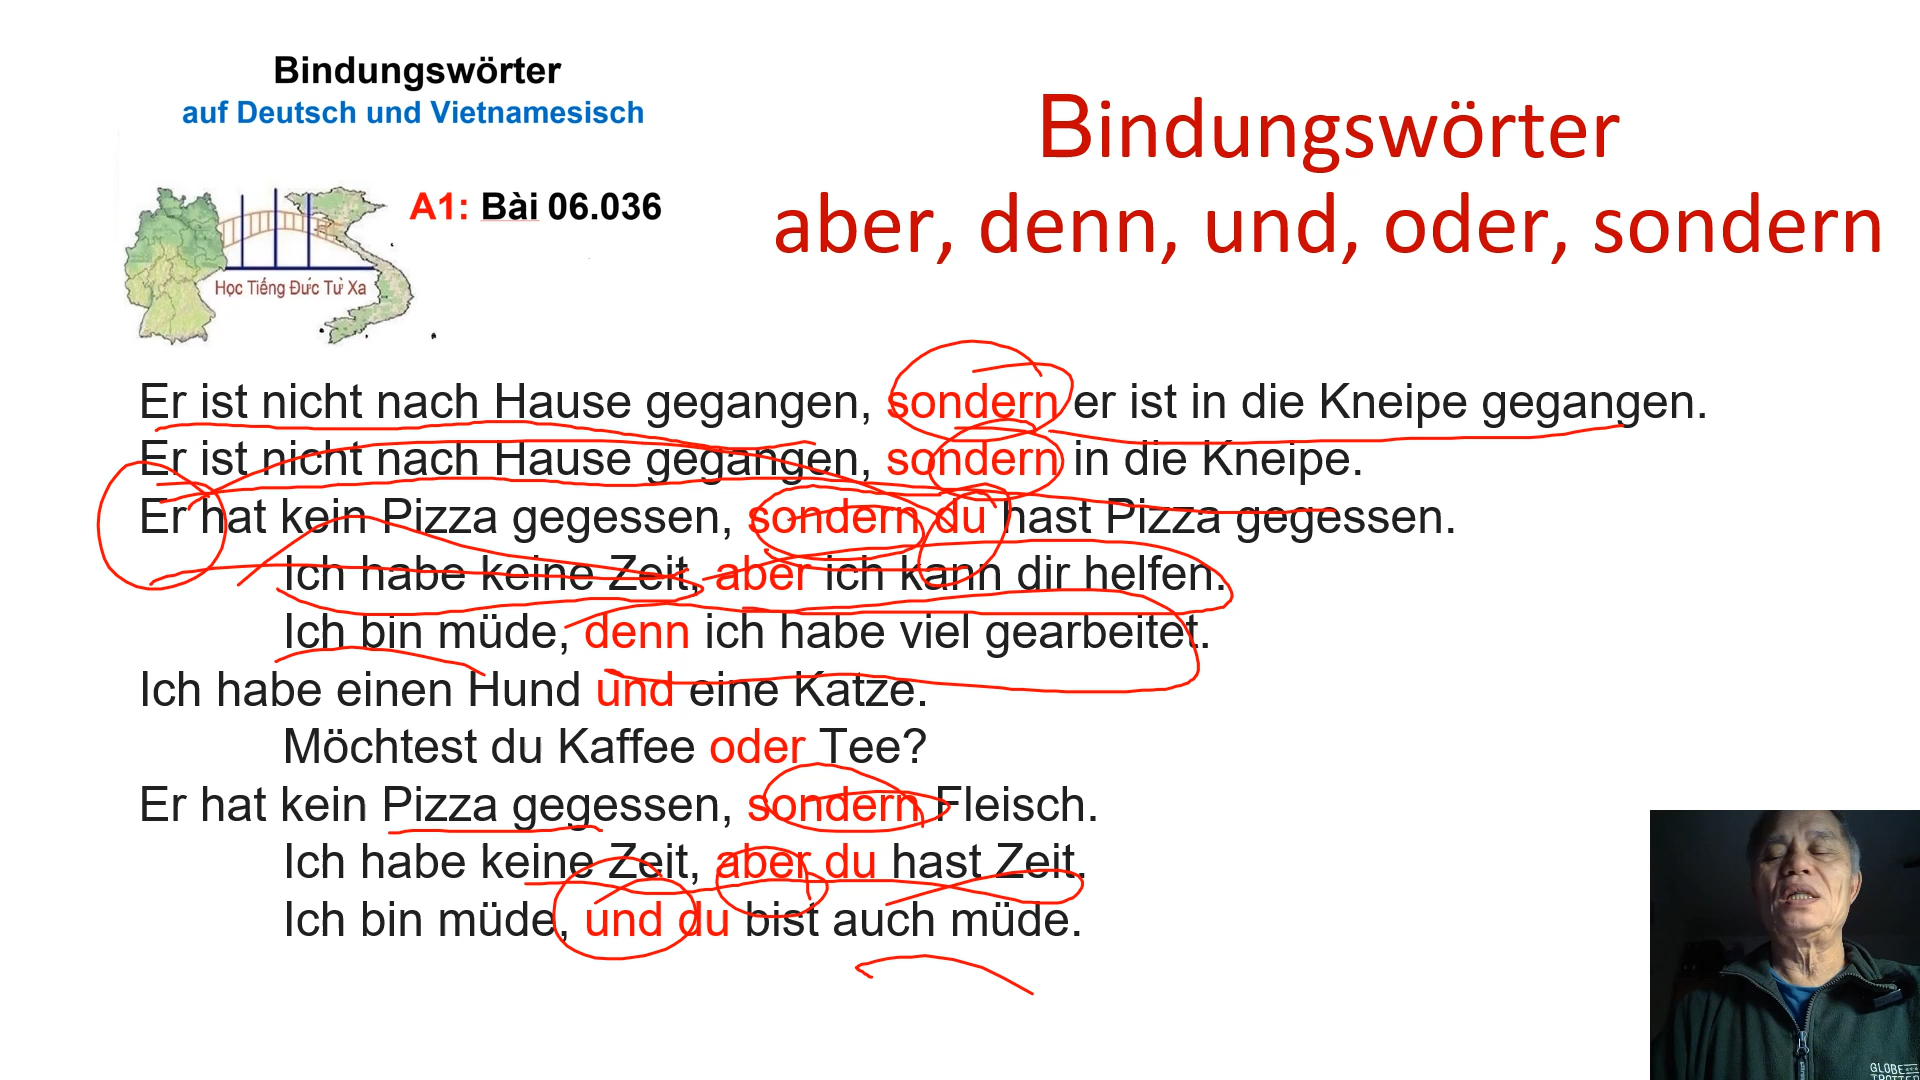 Bindungswörter
auf Deutsch und Vietnamesisch
A1: Bài 06.036
Học Tiếng Đức Từ Xa
Bindungswörter
aber, denn, und, oder, sondern
Er ist nicht nach Hause gegangen, sondern er ist in die Kneipe gegangen.
Er ist nicht nach Hause gegangen, sondern in die Kneipe.
Er hat kein Pizza gegessen, sondern du hast Pizza gegessen.
Ich habe keine Zeit, aber ich kann dir helfen.
Ich bin müde, denn ich habe viel gearbeitet.
Ich habe einen Hund und eine Katze.
Möchtest du Kaffee oder Tee?
Er hat kein Pizza gegessen, sondern Fleisch.
Ich habe keine Zeit, aber du hast Zeit.
Ich bin müde, und du bist auch müde.
GLOBE